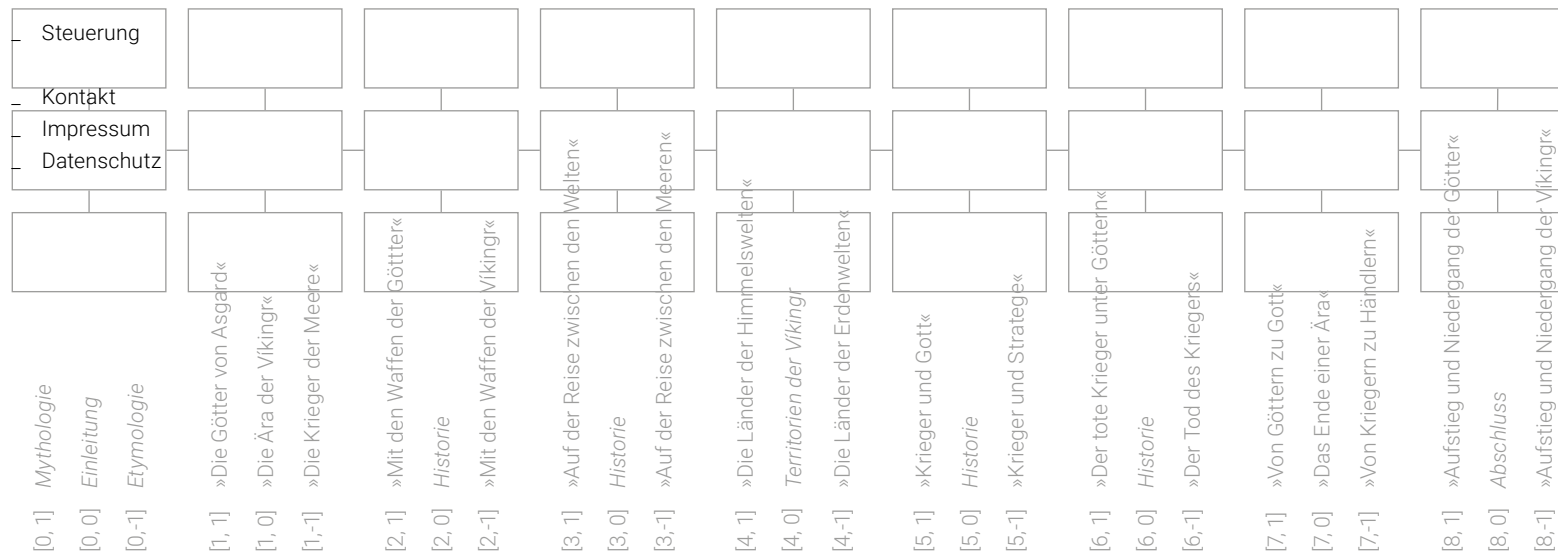 _ Steuerung
_ Kontakt
_ Impressum
_ Datenschutz
[0, 1] Mythologie
[0, 0] Einleitung
[0,-1] Etymologie
[1, 1] »Die Götter von Asgard«
[1, 0] »Die Ära der Víkingr«
[1,-1] »Die Krieger der Meere«
[2, 1] »Mit den Waffen der Göttter«
[2, 0] Historie
[2,-1] »Mit den Waffen der Víkingr«
[3, 1] »Auf der Reise zwischen den Welten«
[3, 0] Historie
[3,-1] »Auf der Reise zwischen den Meeren«
[4, 1] »Die Länder der Himmelswelten«
[4, 0] Territorien der Víkingr
[4,-1] »Die Länder der Erdenwelten«
[5, 1] »Krieger und Gott«
[5, 0] Historie
[5,-1] »Krieger und Stratege«
[6, 1] »Der tote Krieger unter Göttern«
[6, 0] Historie
[6,-1] »Der Tod des Kriegers«
[7, 1] »Von Göttern zu Gott«
[7, 0] »Das Ende einer Ära«
[7,-1] »Von Kriegern zu Händlern«
[8, 1] »Aufstieg und Niedergang der Götter«
[8, 0] Abschluss
[8,-1] »Aufstieg und Niedergang der Víkingr«